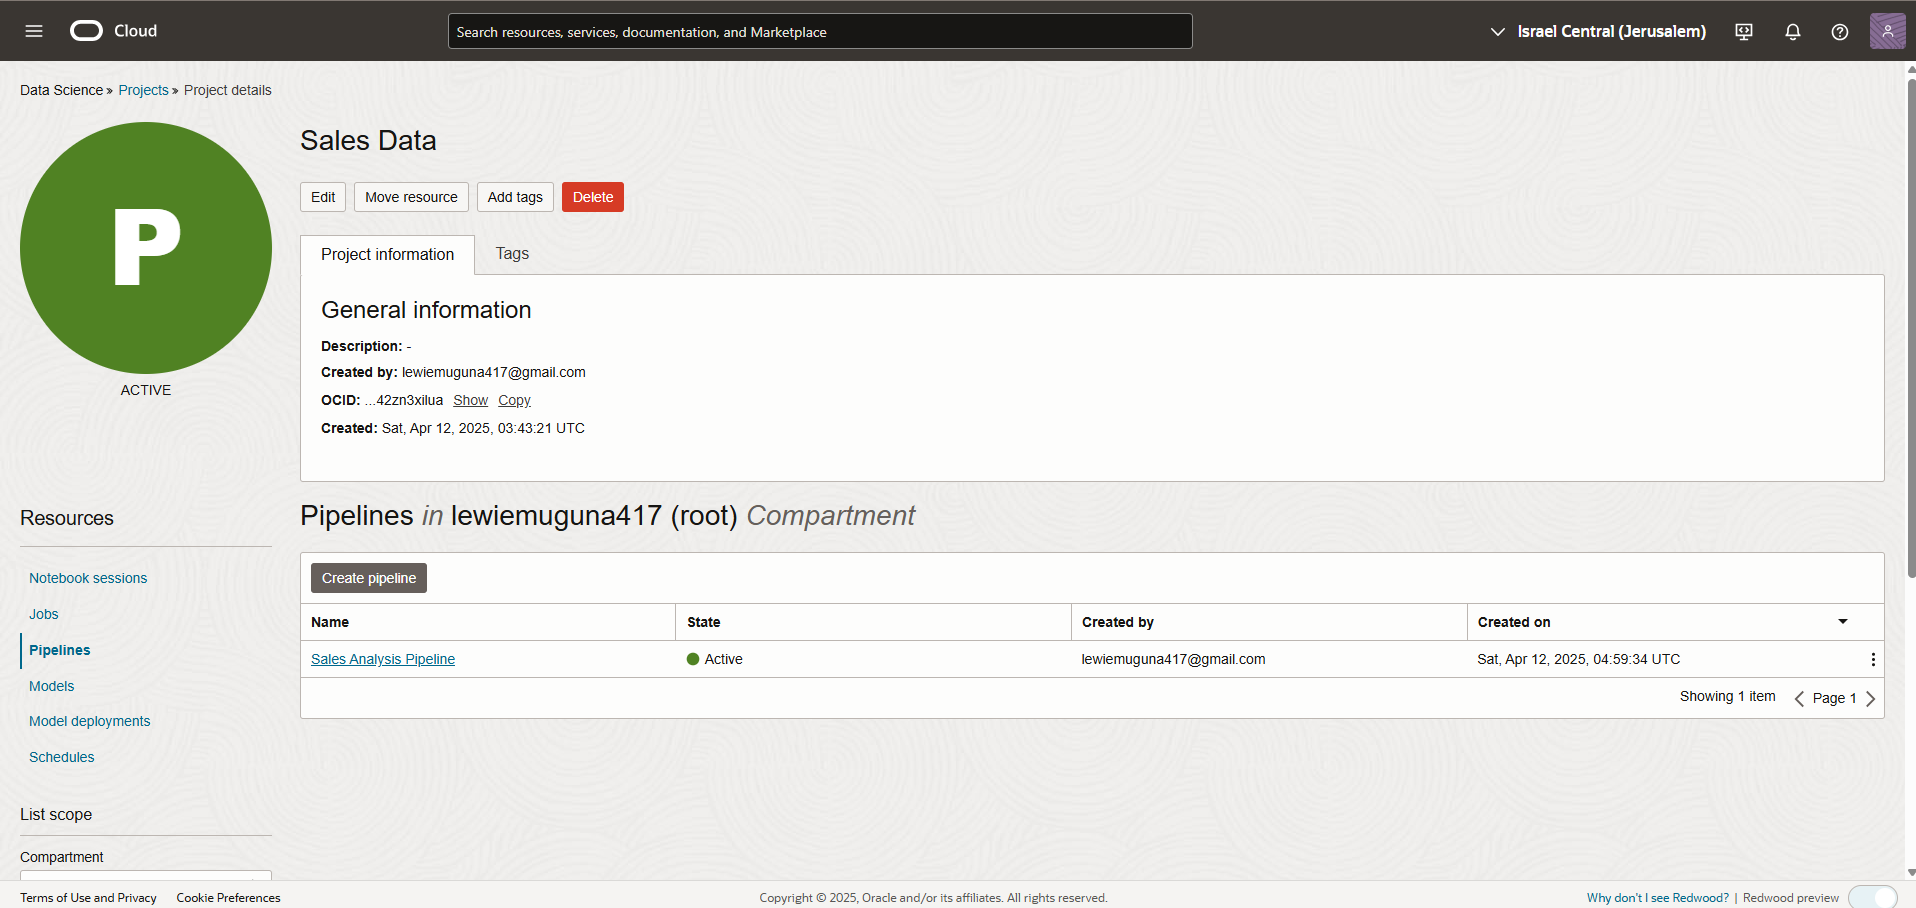 Cloud
Search resources, services, documentation, and Marketplace
Israel Central (Jerusalem)
Data Science » Projects » Project details
P
ACTIVE
Sales Data
Edit
Move resource
Add tags
Delete
Project information
Tags
General information
Description: -
Created by: lewiemuguna417@gmail.com
OCID: ...42zn3xilua Show Copy
Created: Sat, Apr 12, 2025, 03:43:21 UTC
Resources
Notebook sessions
Jobs
Pipelines
Models
Model deployments
Schedules
List scope
Compartment
Pipelines in lewiemuguna417 (root) Compartment
Create pipeline
Name State Created by Created on
Sales Analysis Pipeline Active lewiemuguna417@gmail.com Sat, Apr 12, 2025, 04:59:34 UTC
Showing 1 item Page 1
Terms of Use and Privacy Cookie Preferences
Copyright © 2025, Oracle and/or its affiliates. All rights reserved.
Why don't I see Redwood? | Redwood preview